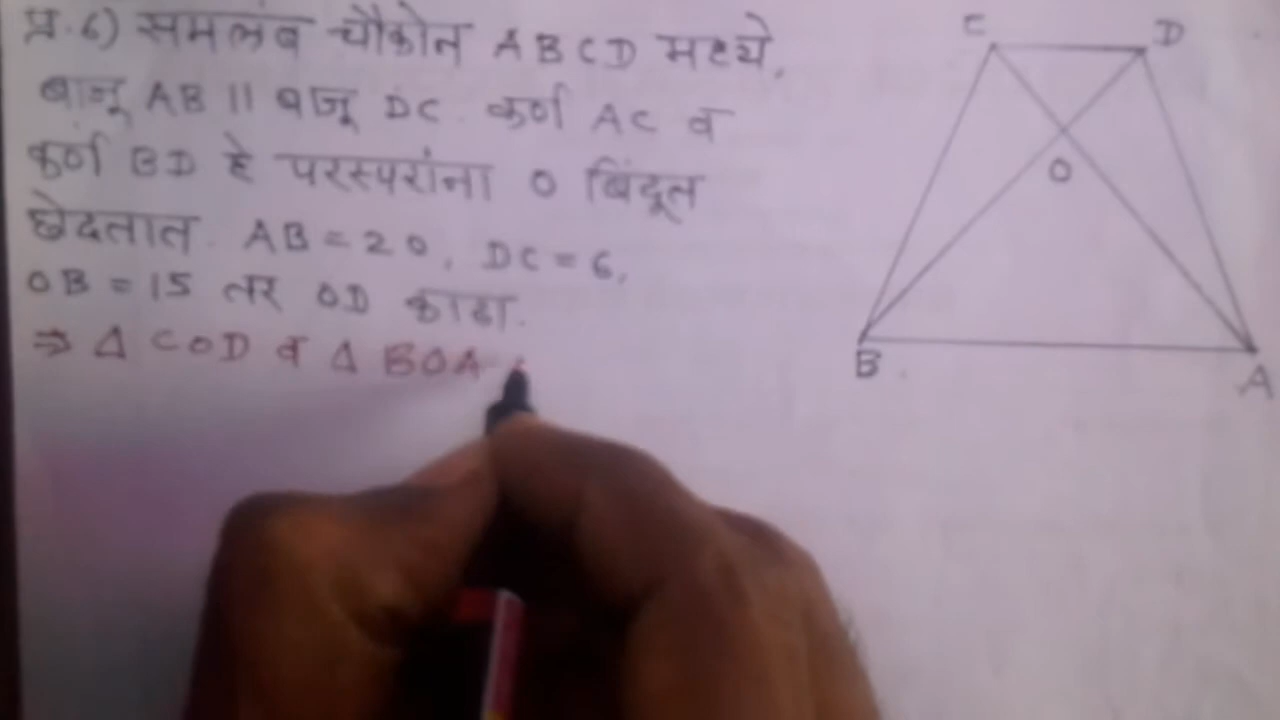 प्र.6) समलंब चौकोन ABCD मध्ये,
बाजू AB || बाजू DC. कर्ण AC व
कर्ण BD हे परस्परांना O बिंदूत
छेदतात. AB = 20, DC = 6,
OB = 15 तर OD काढा.
⇒ Δ COD व Δ BOA
C
D
O
B
A